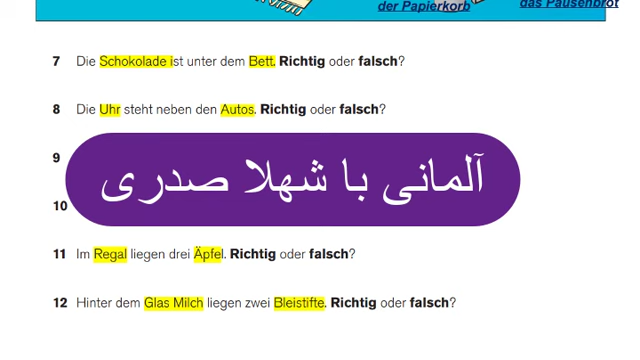 der Papierkorb
das Pausenbrot
7 Die Schokolade ist unter dem Bett. Richtig oder falsch?
8 Die Uhr steht neben den Autos. Richtig oder falsch?
9
آلمانی با شهلا صدری
10
11 Im Regal liegen drei Äpfel. Richtig oder falsch?
12 Hinter dem Glas Milch liegen zwei Bleistifte. Richtig oder falsch?